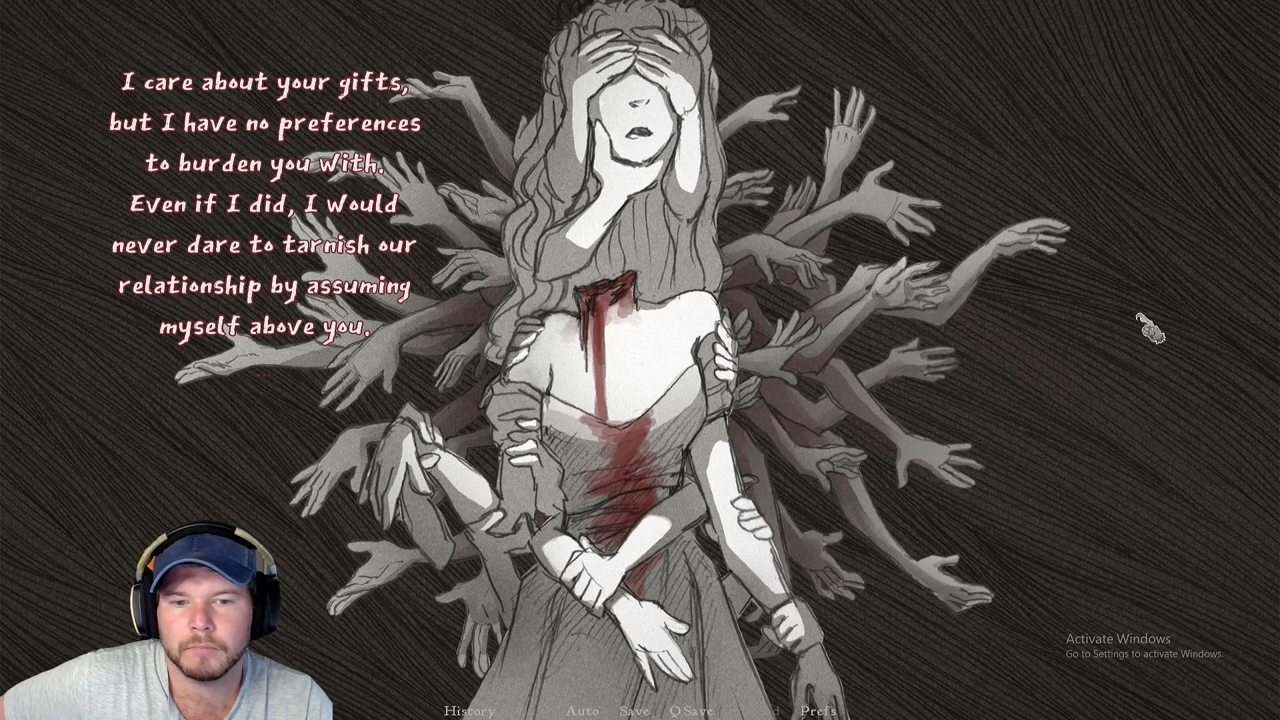 I care about your gifts,
but I have no preferences
to burden you with.
Even if I did, I would
never dare to tarnish our
relationship by assuming
myself above you.
Activate Windows
Go to Settings to activate Windows.
History Auto Save Q.Save Prefs